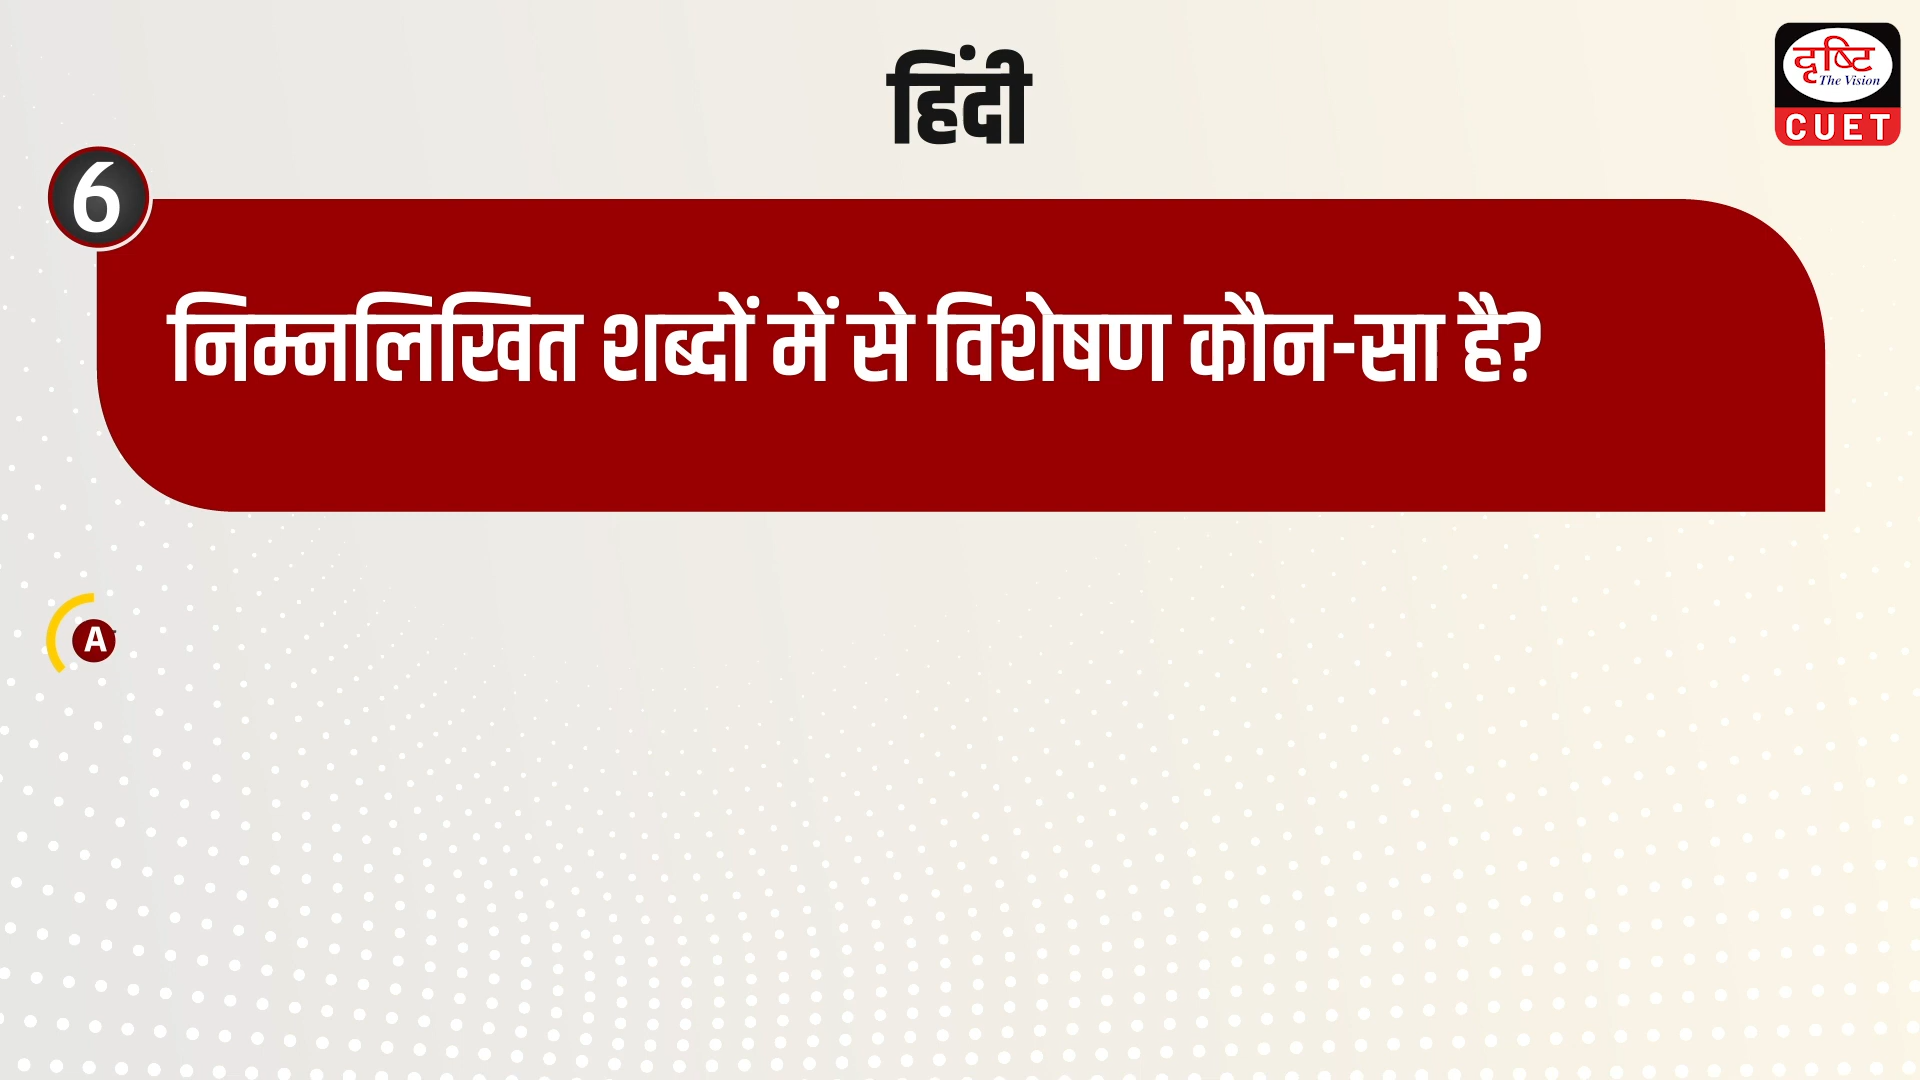 हिंदी
दृष्टि
The Vision
CUET
6
निम्नलिखित शब्दों में से विशेषण कौन-सा है?
A